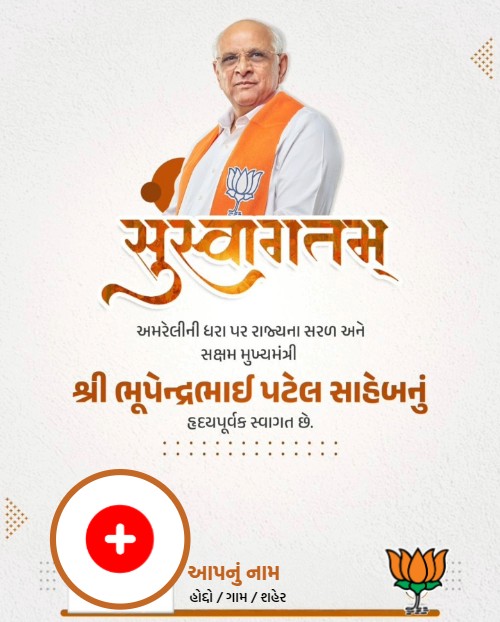 સુસ્વાગતમ્
અમરેલીની ધરા પર રાજ્યના સરળ અને
સક્ષમ મુખ્યમંત્રી
શ્રી ભૂપેન્દ્રભાઈ પટેલ સાહેબનું
હૃદયપૂર્વક સ્વાગત છે.
આપનું નામ
હોદ્દો / ગામ / શહેર